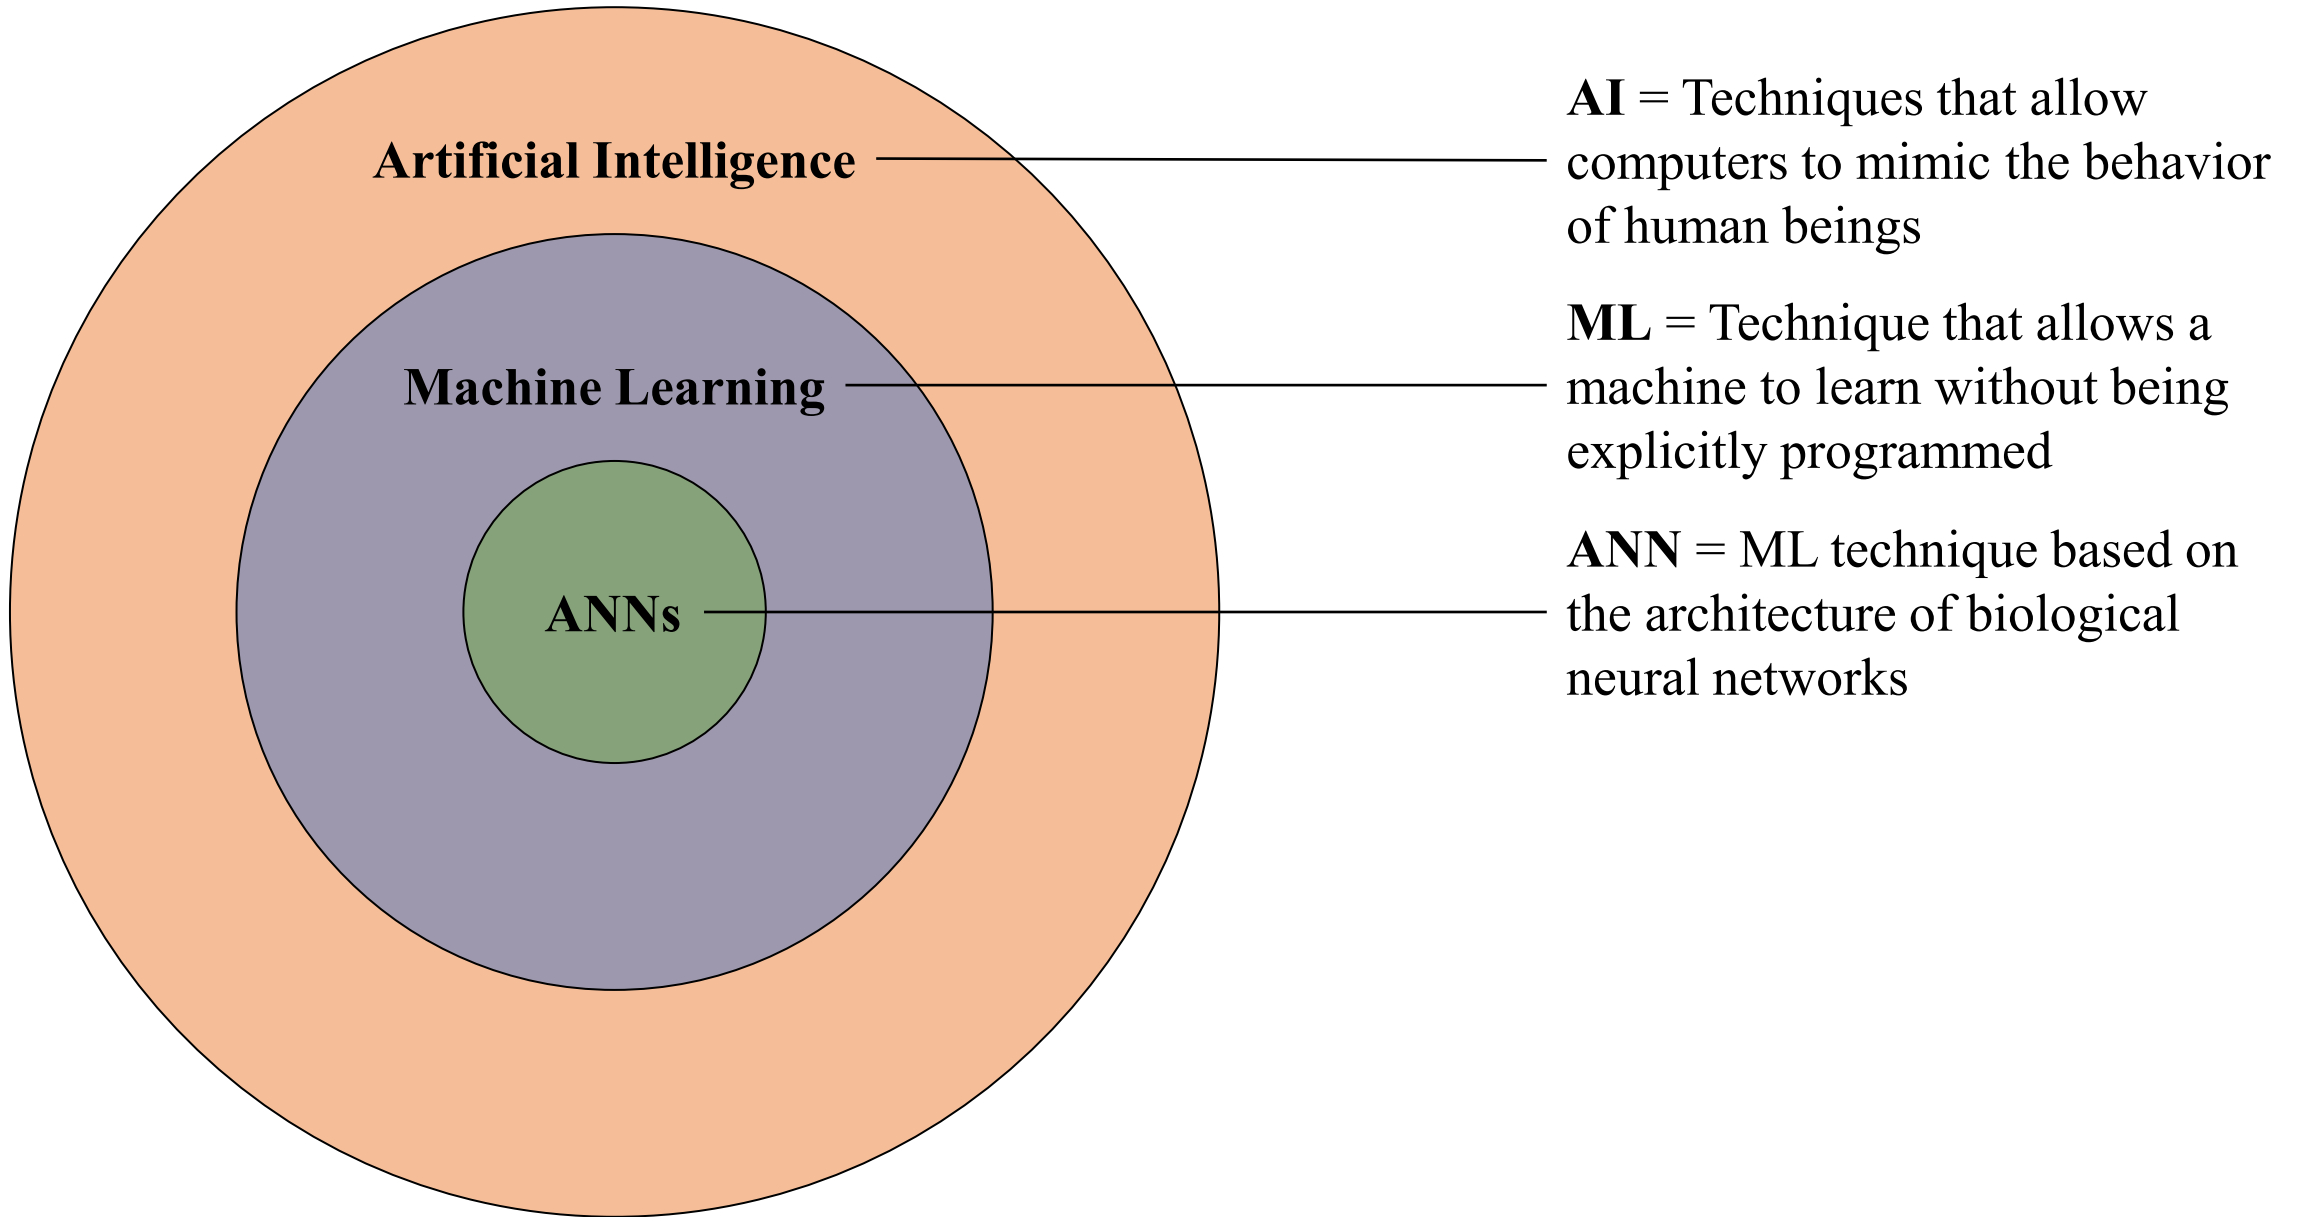 Artificial Intelligence
Machine Learning
ANNs
AI = Techniques that allow
computers to mimic the behavior
of human beings
ML = Technique that allows a
machine to learn without being
explicitly programmed
ANN = ML technique based on
the architecture of biological
neural networks